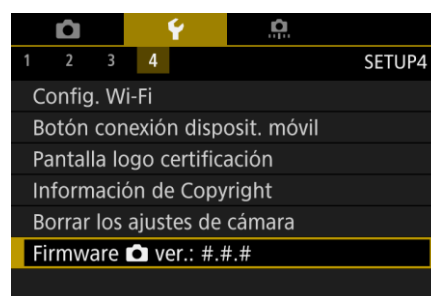 1 2 3 4 SETUP4
Config. Wi-Fi
Botón conexión disposit. móvil
Pantalla logo certificación
Información de Copyright
Borrar los ajustes de cámara
Firmware ver.: #.#.#